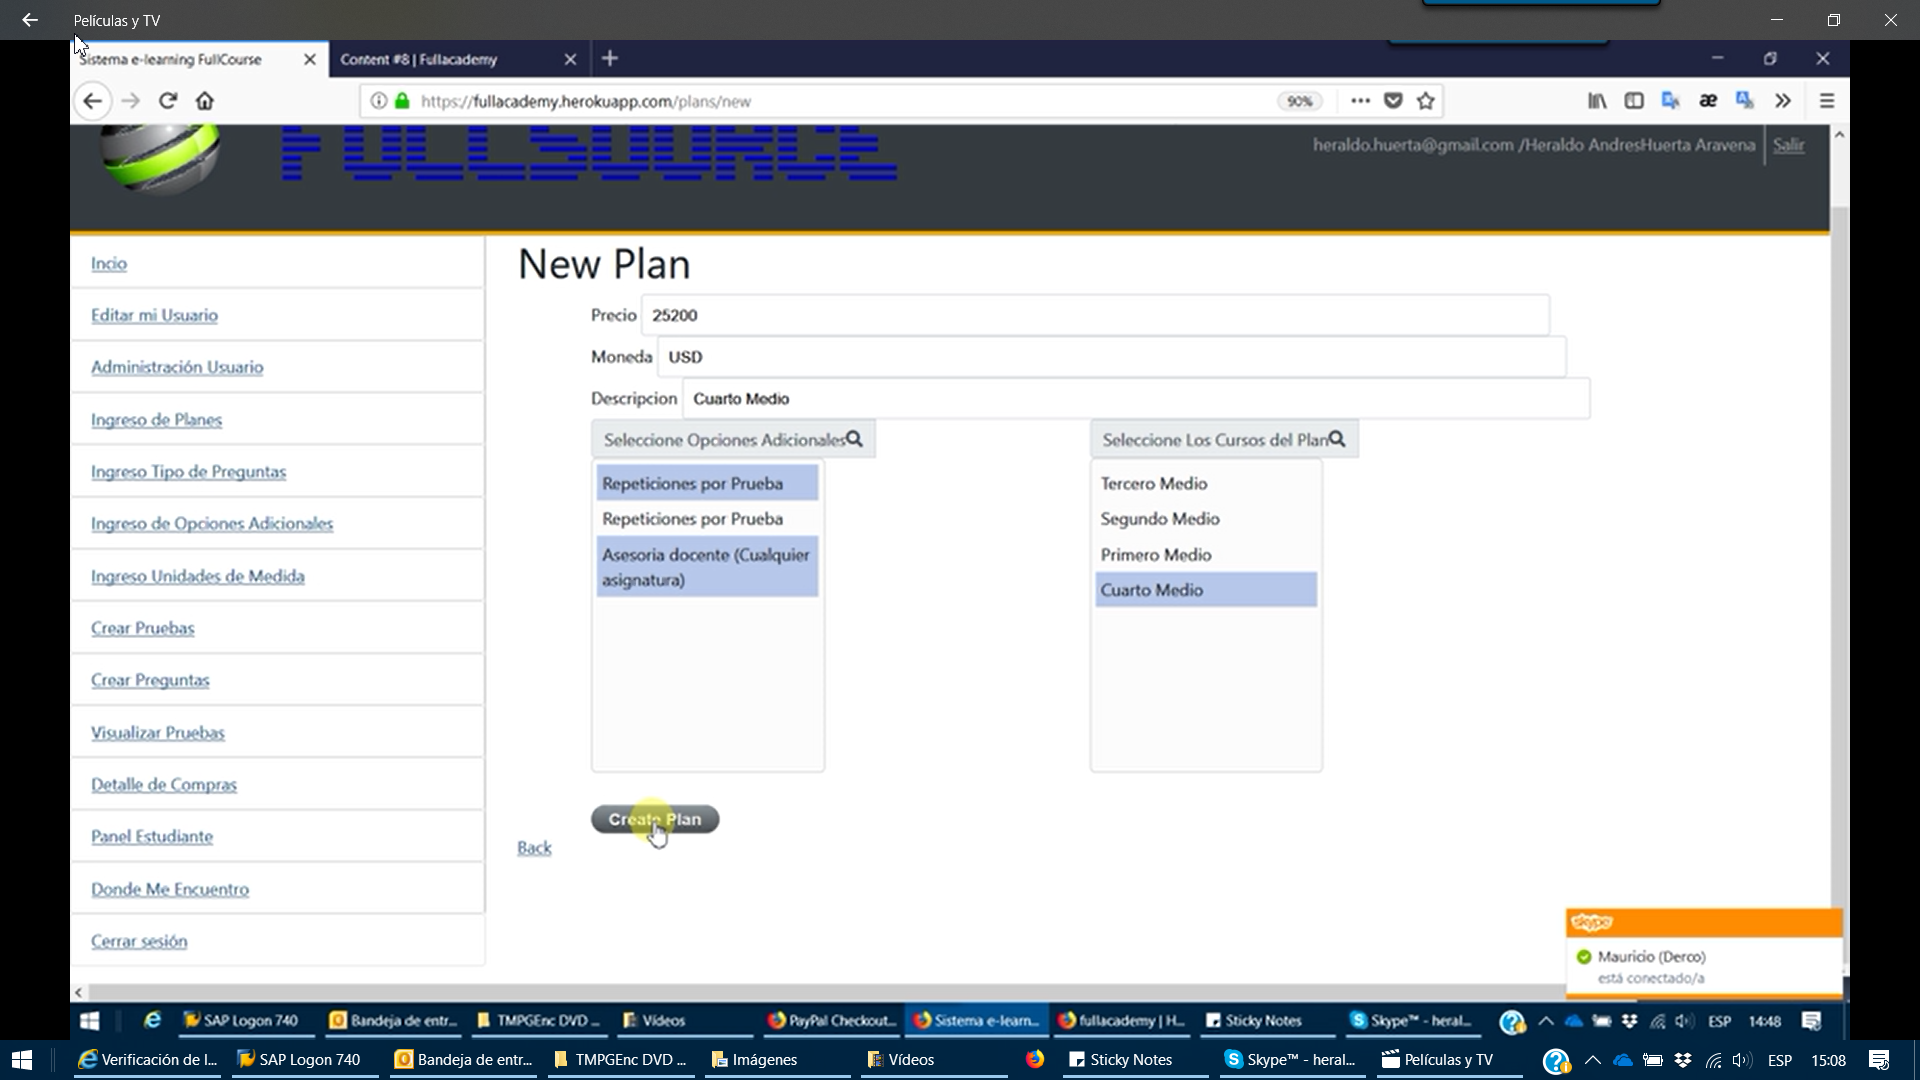 Películas y TV
Sistema e-learning FullCourse
Content #8 | Fullacademy
https://fullacademy.herokuapp.com/plans/new
90%
FULLSOURCE
heraldo.huerta@gmail.com /Heraldo AndresHuerta Aravena
Salir
Incio
Editar mi Usuario
Administración Usuario
Ingreso de Planes
Ingreso Tipo de Preguntas
Ingreso de Opciones Adicionales
Ingreso Unidades de Medida
Crear Pruebas
Crear Preguntas
Visualizar Pruebas
Detalle de Compras
Panel Estudiante
Donde Me Encuentro
Cerrar sesión
New Plan
Precio 25200
Moneda USD
Descripcion Cuarto Medio
Seleccione Opciones Adicionales
Repeticiones por Prueba
Repeticiones por Prueba
Asesoria docente (Cualquier
asignatura)
Seleccione Los Cursos del Plan
Tercero Medio
Segundo Medio
Primero Medio
Cuarto Medio
Create Plan
Back
skype
Mauricio (Derco)
está conectado/a
SAP Logon 740
Bandeja de entr...
TMPGEnc DVD ...
Vídeos
PayPal Checkout...
Sistema e-learn...
fullacademy | H...
Sticky Notes
Skype™ - heral...
ESP
14:48
Verificación de I...
SAP Logon 740
Bandeja de entr...
TMPGEnc DVD ...
Imágenes
Vídeos
Sticky Notes
Skype™ - heral...
Películas y TV
ESP
15:08